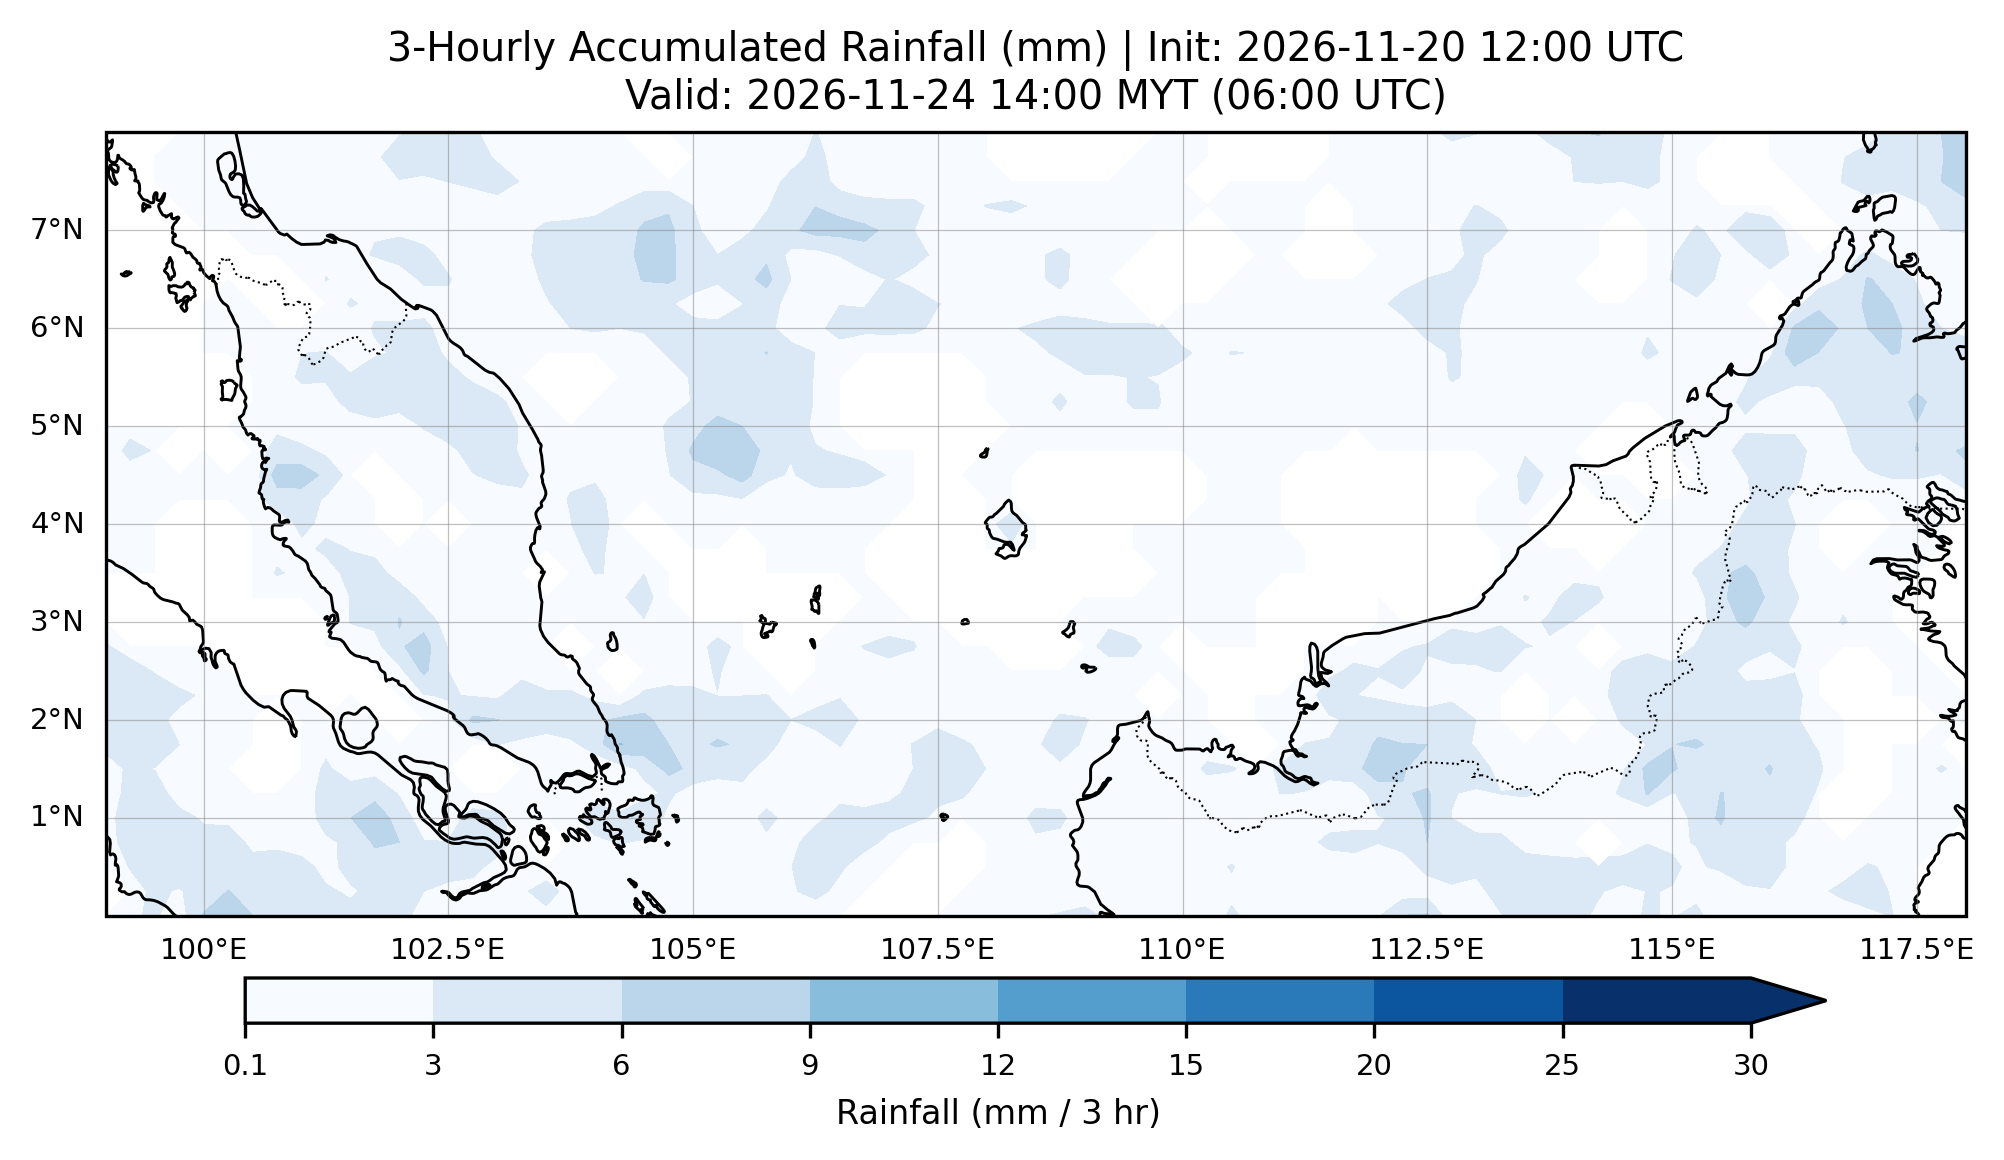 3-Hourly Accumulated Rainfall (mm) | Init: 2026-11-20 12:00 UTC
Valid: 2026-11-24 14:00 MYT (06:00 UTC)
7°N
6°N
5°N
4°N
3°N
2°N
1°N
100°E 102.5°E 105°E 107.5°E 110°E 112.5°E 115°E 117.5°E
0.1 3 6 9 12 15 20 25 30
Rainfall (mm / 3 hr)